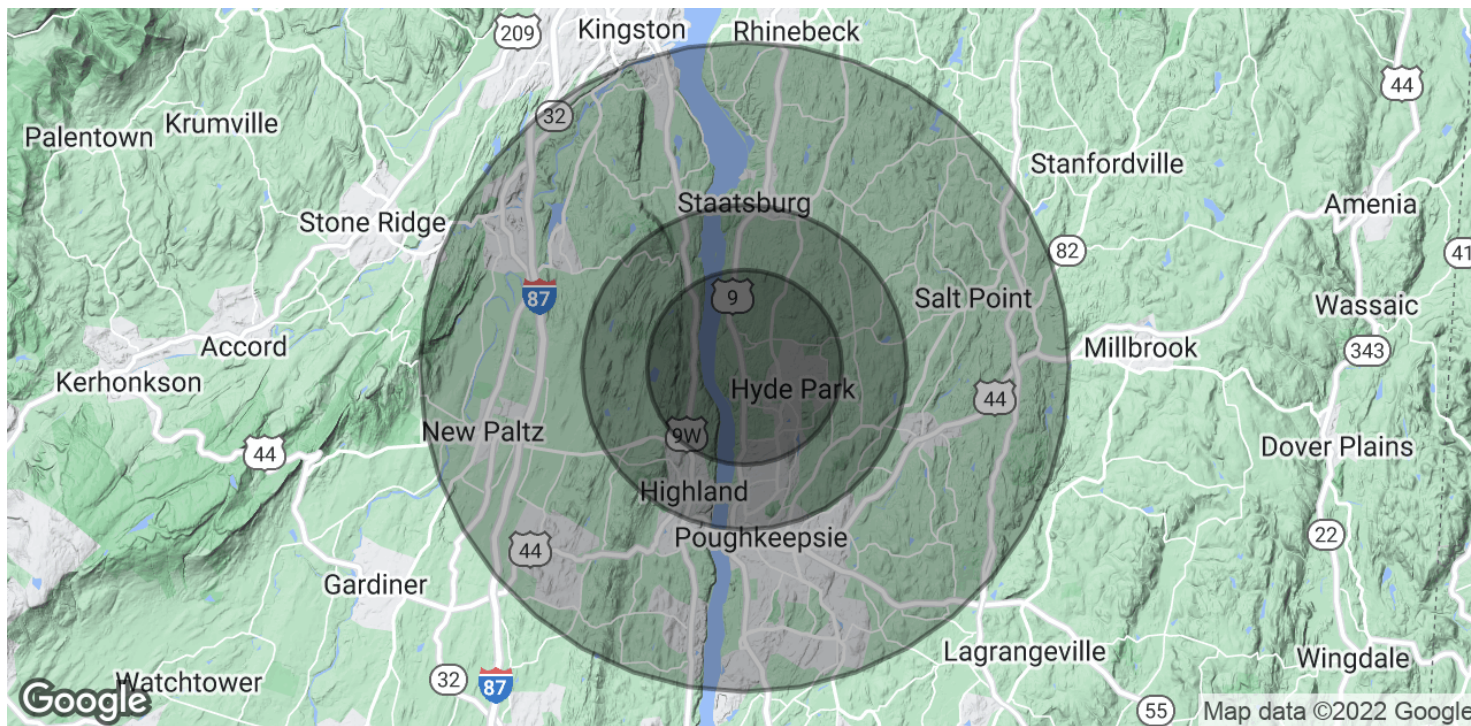 Kingston
Rhinebeck
209
44
32
Krumville
Palentown
Stanfordville
Staatsburg
Amenia
Stone Ridge
82
41
87
9
Salt Point
Wassaic
Accord
Millbrook
343
Kerhonkson
Hyde Park
44
New Paltz
9W
44
Dover Plains
Highland
Poughkeepsie
22
44
Gardiner
Lagrangeville
Wingdale
Watchtower
32
87
55
Google
Map data ©2022 Google